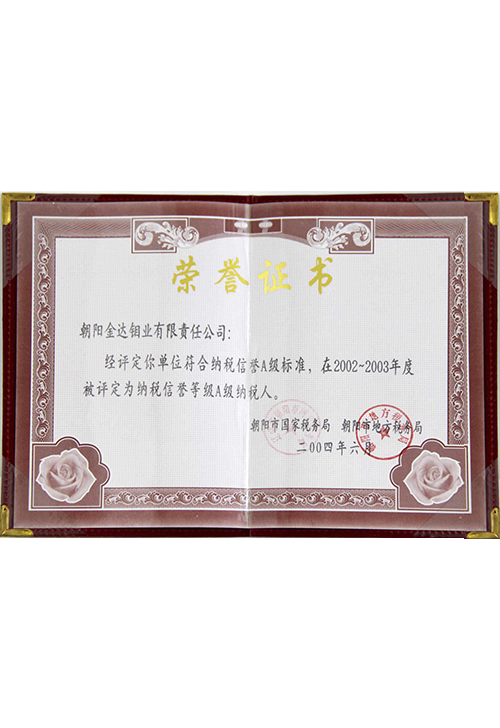 荣誉证书
朝阳金达钼业有限責任公司:
经评定你单位符合纳税信誉A级标准，在2002~2003年度
被评定为纳税信誉等级A级纳税人。
朝阳市国家税务局 朝阳市地方税务局
二00四年六月